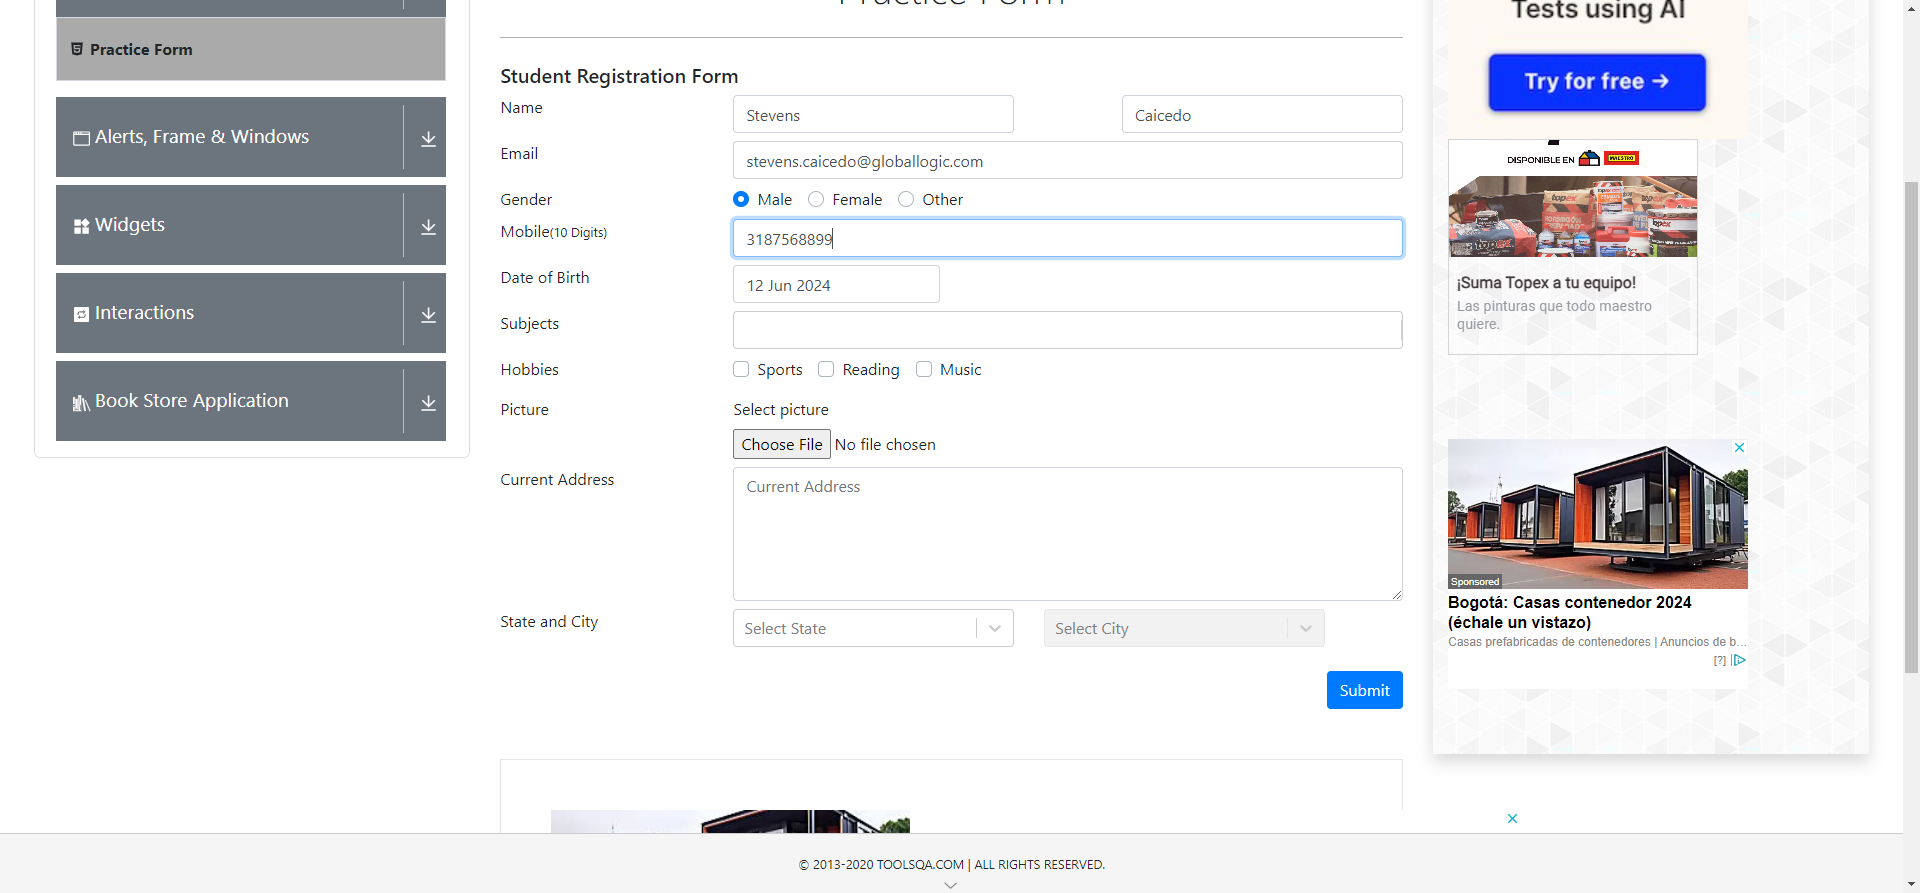 Practice Form
Practice Form
Alerts, Frame & Windows
Widgets
Interactions
Book Store Application
Student Registration Form
Name
Stevens
Caicedo
Email
stevens.caicedo@globallogic.com
Gender
Male
Female
Other
Mobile(10 Digits)
3187568899
Date of Birth
12 Jun 2024
Subjects
Hobbies
Sports
Reading
Music
Picture
Select picture
Choose File No file chosen
Current Address
Current Address
State and City
Select State
Select City
Submit
Tests using AI
Try for free →
DISPONIBLE EN
MAESTRO
topex
topex
topex
¡Suma Topex a tu equipo!
Las pinturas que todo maestro
quiere.
Sponsored
Bogotá: Casas contenedor 2024
(échale un vistazo)
Casas prefabricadas de contenedores | Anuncios de b...
[?]
© 2013-2020 TOOLSQA.COM | ALL RIGHTS RESERVED.